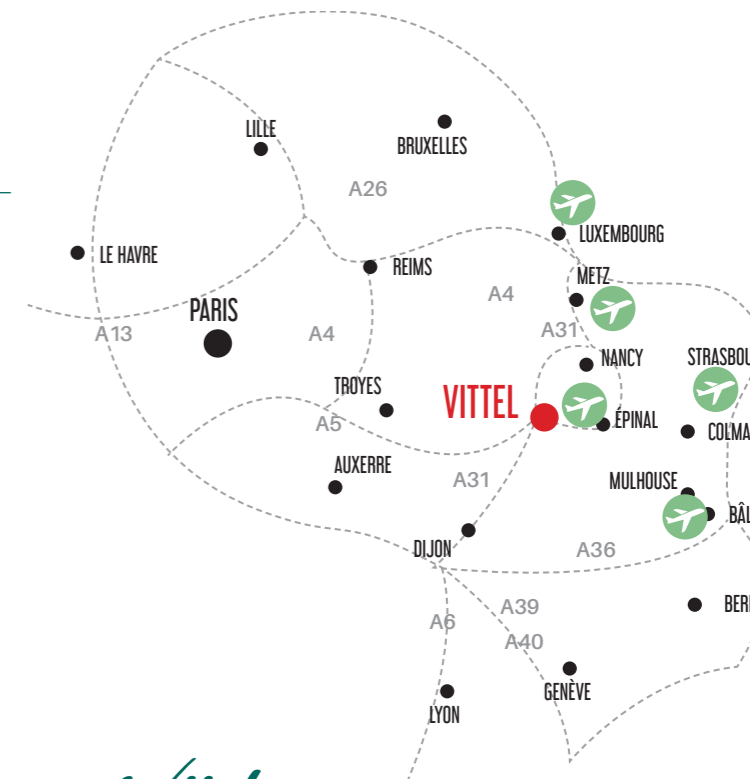 LILLE
BRUXELLES
A26
LUXEMBOURG
LE HAVRE
REIMS
METZ
A4
PARIS
A13
A4
A31
NANCY
STRASBOU
TROYES
VITTEL
A5
ÉPINAL
COLMA
AUXERRE
A31
MULHOUSE
BÂL
DIJON
A36
BER
A39
A6
A40
GENÈVE
LYON